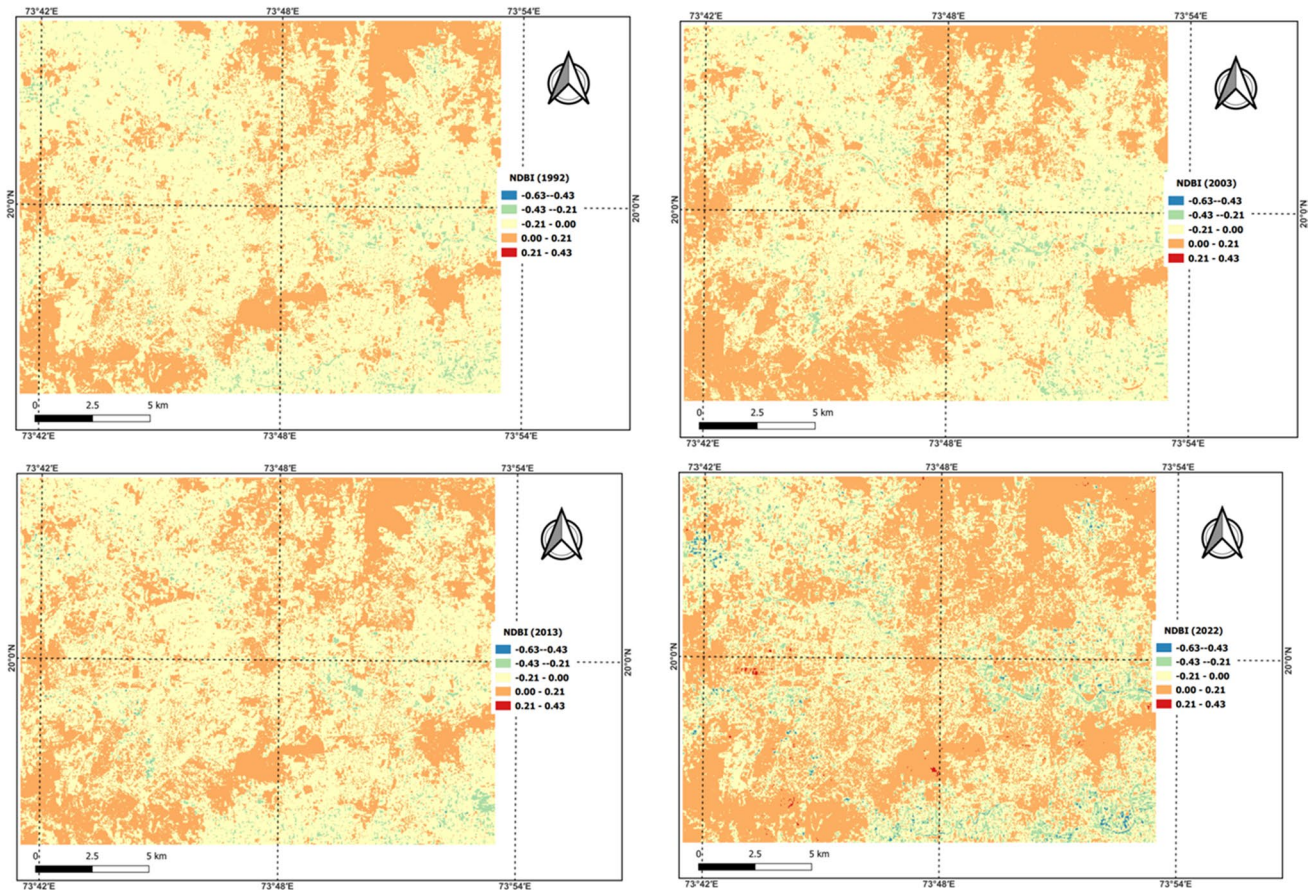 73°42'E 73°48'E 73°54'E
20°0'N
NDBI (1992)
-0.63--0.43
-0.43 --0.21
-0.21 - 0.00
0.00 - 0.21
0.21 - 0.43
20°0'N
0 2.5 5 km
73°42'E 73°48'E 73°54'E
73°42'E 73°48'E 73°54'E
20°0'N
NDBI (2003)
-0.63--0.43
-0.43 --0.21
-0.21 - 0.00
0.00 - 0.21
0.21 - 0.43
20°0'N
0 2.5 5 km
73°42'E 73°48'E 73°54'E
73°42'E 73°48'E 73°54'E
20°0'N
NDBI (2013)
-0.63--0.43
-0.43 --0.21
-0.21 - 0.00
0.00 - 0.21
0.21 - 0.43
20°0'N
0 2.5 5 km
73°42'E 73°48'E 73°54'E
73°42'E 73°48'E 73°54'E
20°0'N
NDBI (2022)
-0.63--0.43
-0.43 --0.21
-0.21 - 0.00
0.00 - 0.21
0.21 - 0.43
20°0'N
0 2.5 5 km
73°42'E 73°48'E 73°54'E